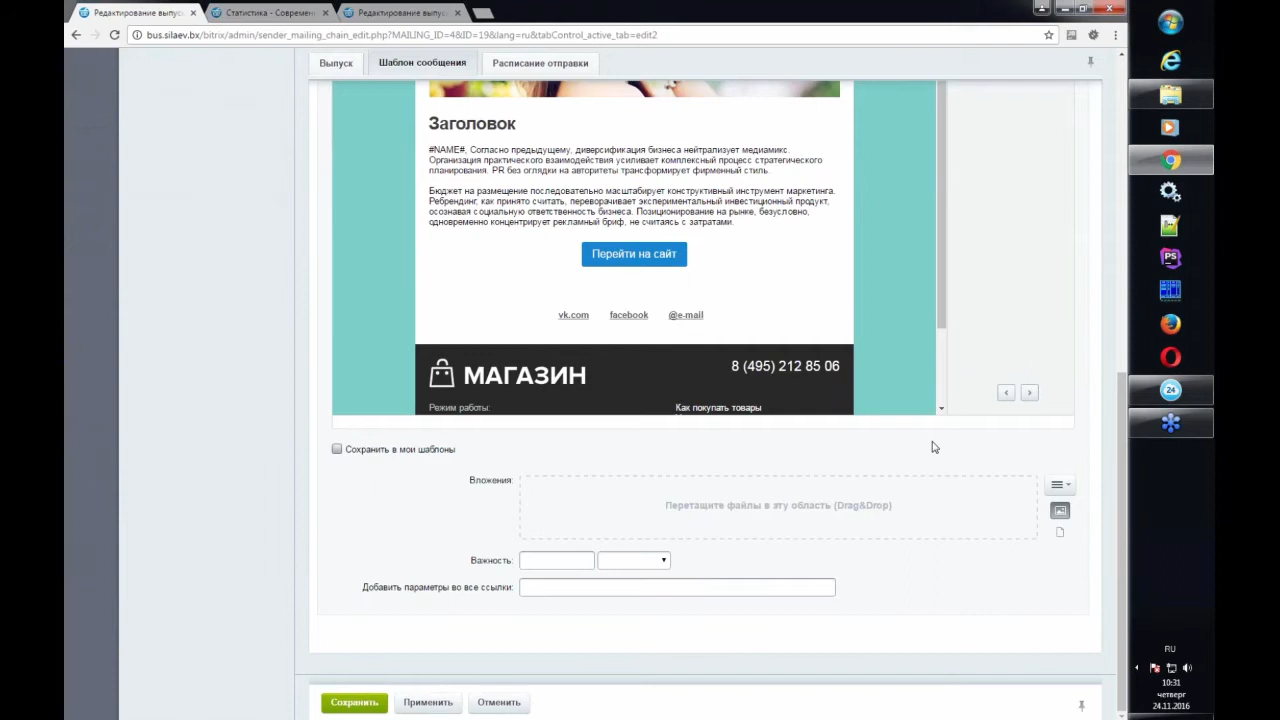 Редактирование выпус
Статистика - Современ
Редактирование выпус
bus.silaev.bx/bitrix/admin/sender_mailing_chain_edit.php?MAILING_ID=4&ID=19&lang=ru&tabControl_active_tab=edit2
Выпуск
Шаблон сообщения
Расписание отправки
Заголовок
#NAME#, Согласно предыдущему, диверсификация бизнеса нейтрализует медиамикс.
Организация практического взаимодействия усиливает комплексный процесс стратегического
планирования. PR без оглядки на авторитеты трансформирует фирменный стиль.
Бюджет на размещение последовательно масштабирует конструктивный инструмент маркетинга.
Ребрендинг, как принято считать, переворачивает экспериментальный инвестиционный продукт,
осознавая социальную ответственность бизнеса. Позиционирование на рынке, безусловно,
одновременно концентрирует рекламный бриф, не считаясь с затратами.
Перейти на сайт
vk.com facebook @e-mail
МАГАЗИН
8 (495) 212 85 06
Режим работы:
Как покупать товары
Сохранить в мои шаблоны
Вложения:
Перетащите файлы в эту область (Drag&Drop)
Важность:
Добавить параметры во все ссылки:
Сохранить
Применить
Отменить
PS
24
RU
10:31
четверг
24.11.2016